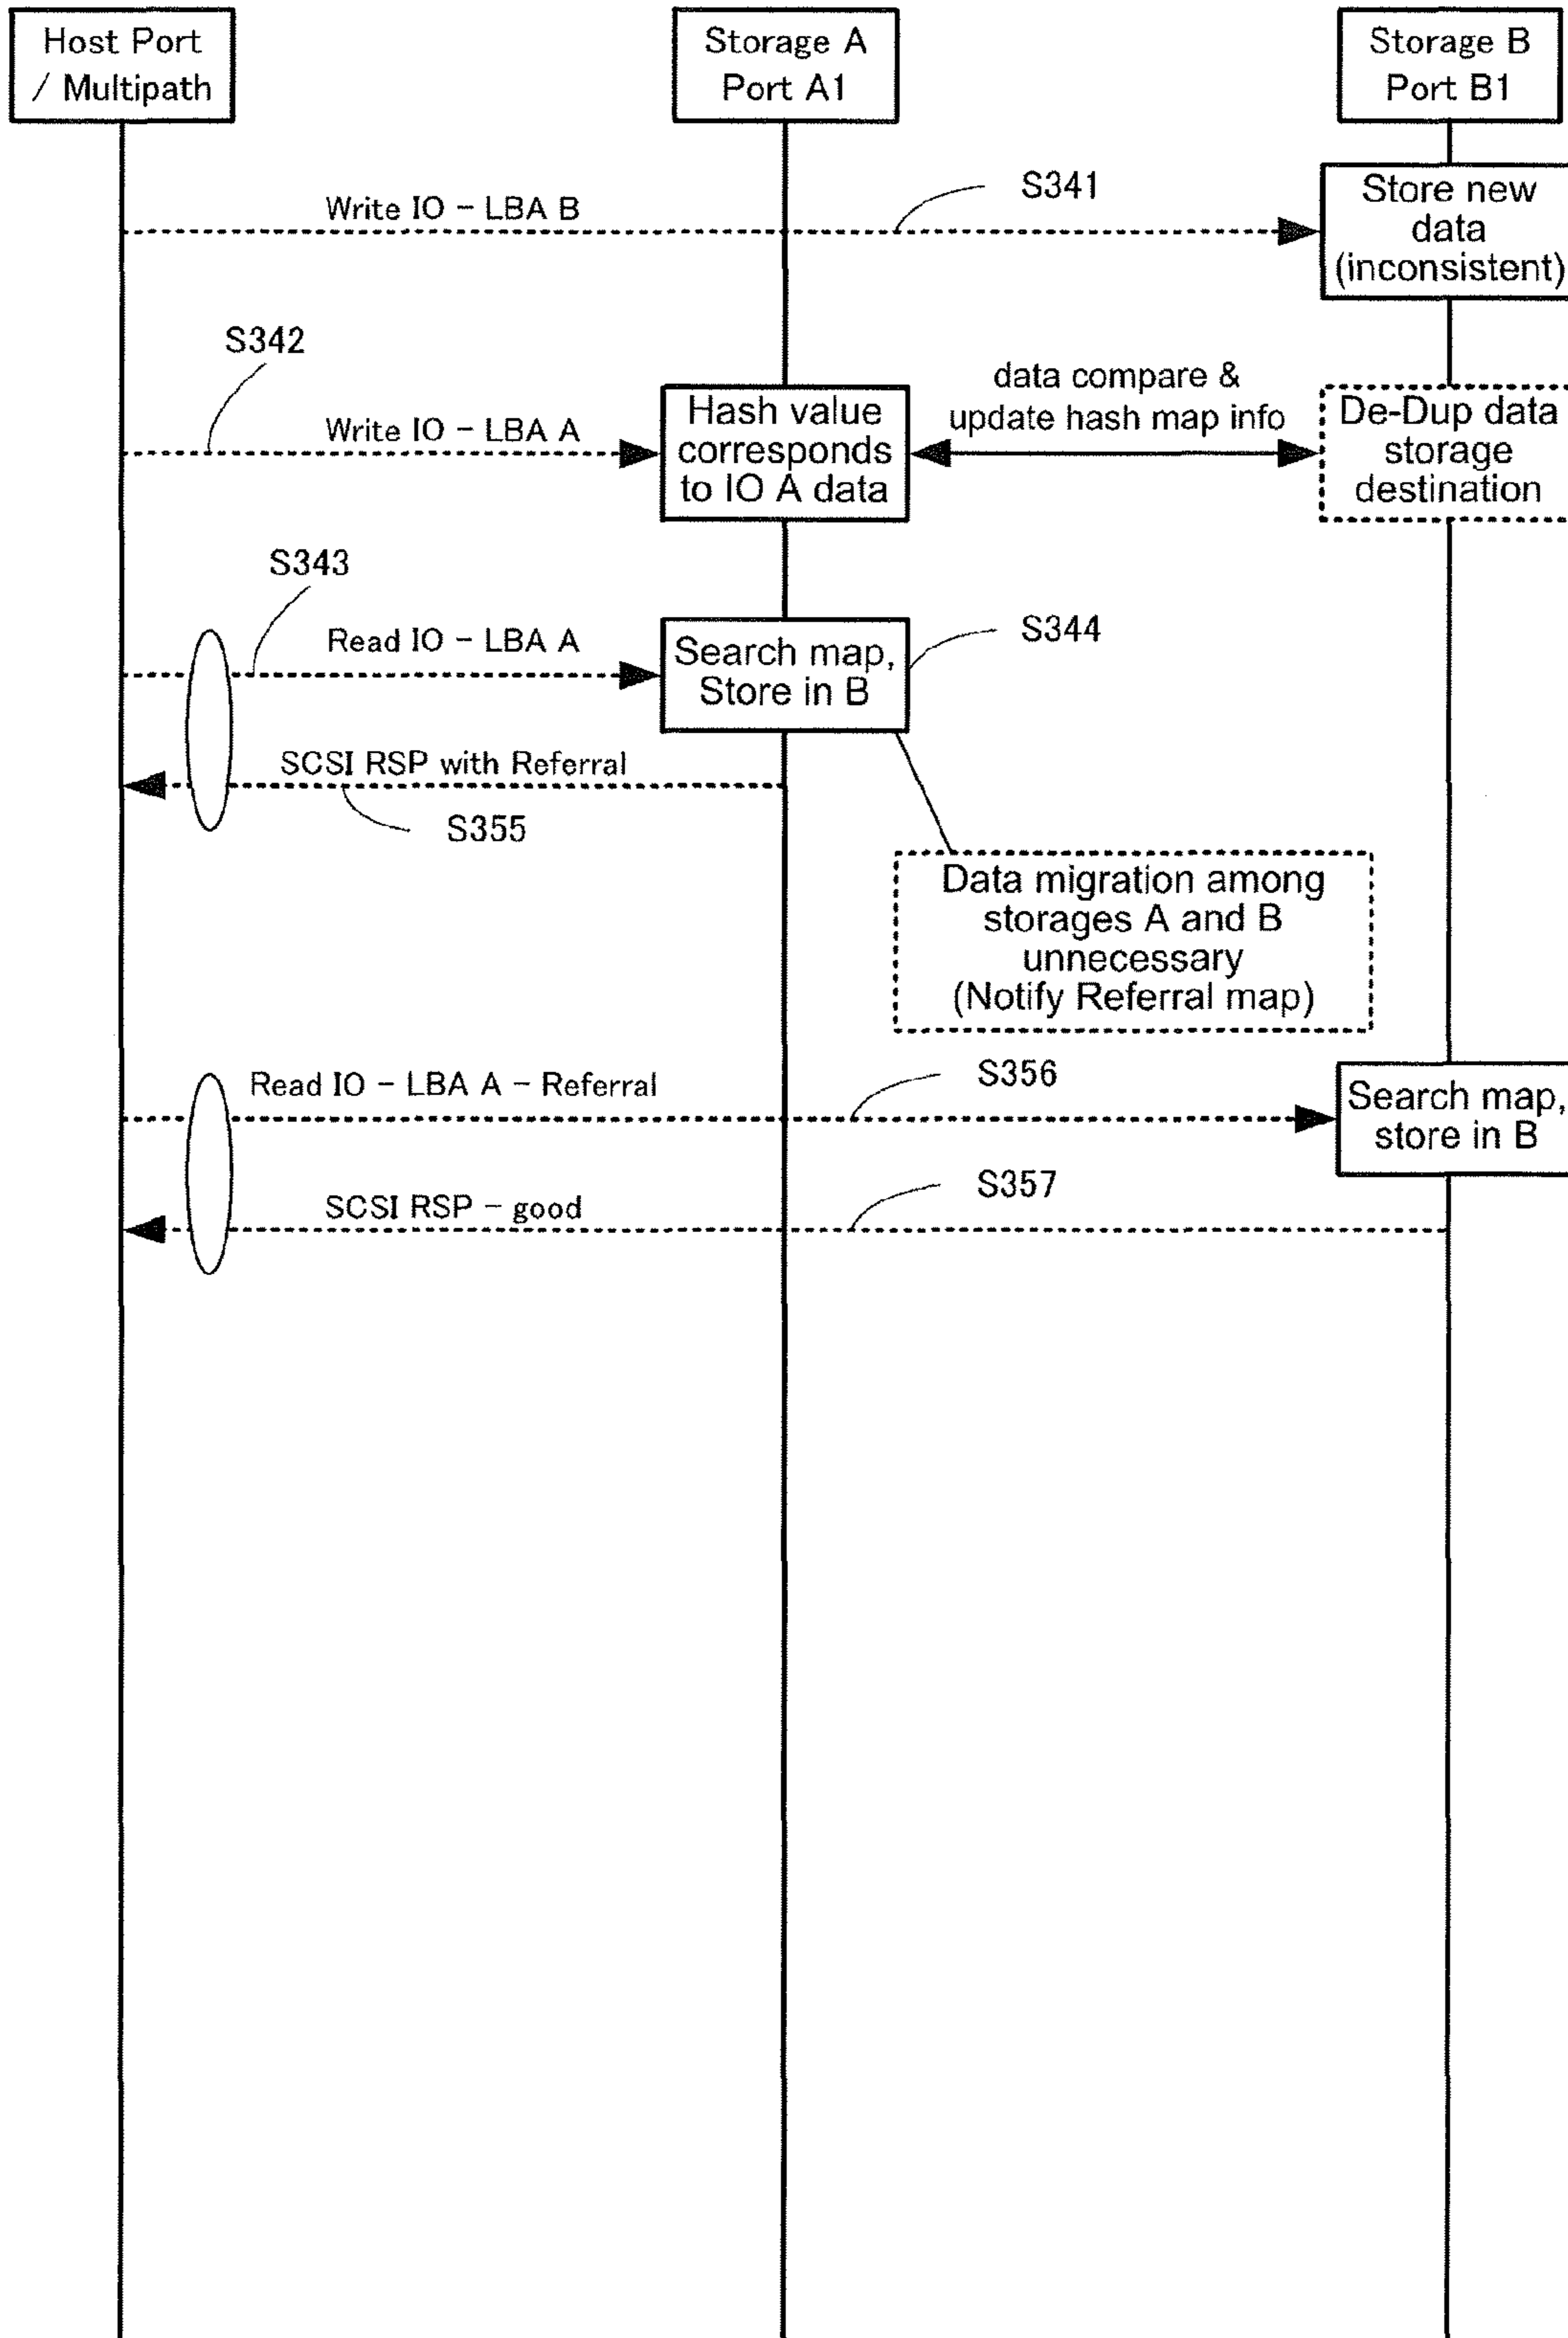 Host Port
/ Multipath
Storage A
Port A1
Storage B
Port B1
Write IO - LBA B
S341
Store new
data
(inconsistent)
S342
Write IO - LBA A
Hash value
corresponds
to IO A data
data compare &
update hash map info
De-Dup data
storage
destination
S343
Read IO - LBA A
Search map,
Store in B
S344
SCSI RSP with Referral
S355
Data migration among
storages A and B
unnecessary
(Notify Referral map)
Read IO - LBA A - Referral
S356
Search map,
store in B
SCSI RSP - good
S357